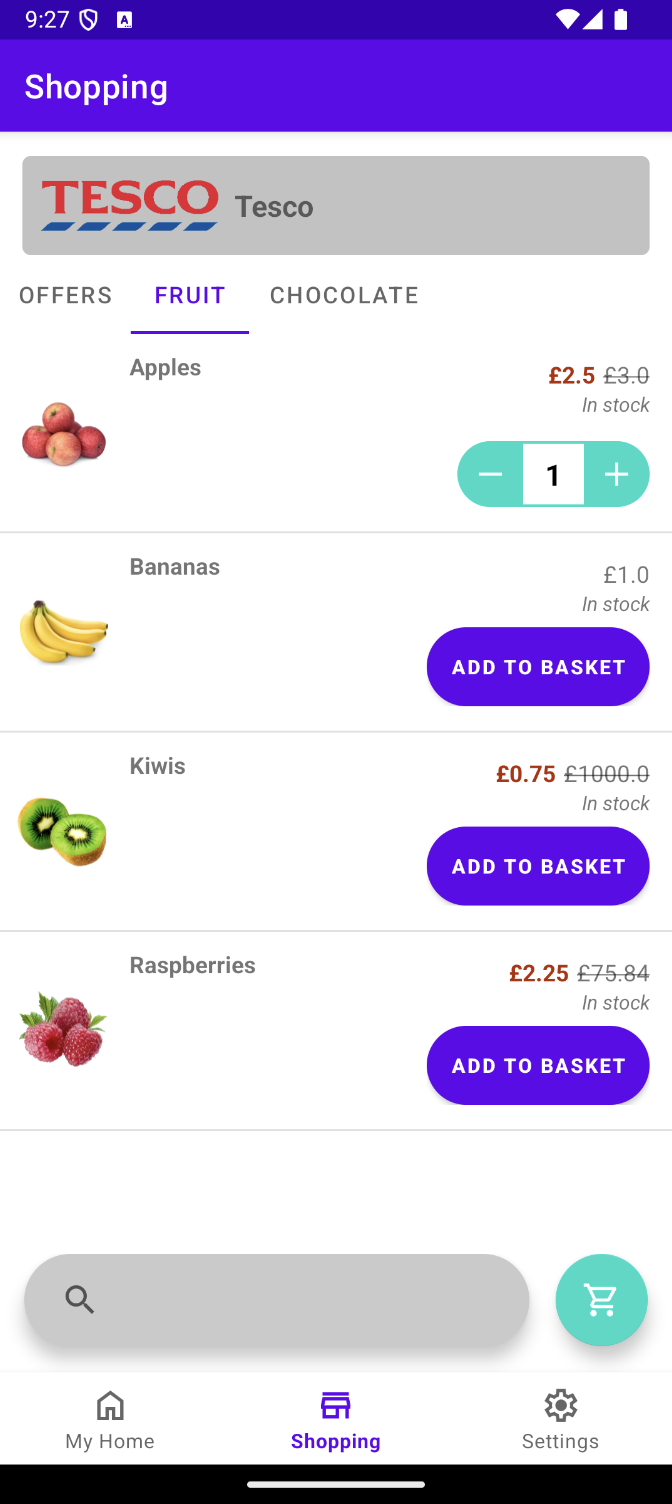 9:27
A
Shopping
TESCO Tesco
OFFERS FRUIT CHOCOLATE
Apples
£2.5 £3.0
In stock
1
Bananas
£1.0
In stock
ADD TO BASKET
Kiwis
£0.75 £1000.0
In stock
ADD TO BASKET
Raspberries
£2.25 £75.84
In stock
ADD TO BASKET
My Home Shopping Settings